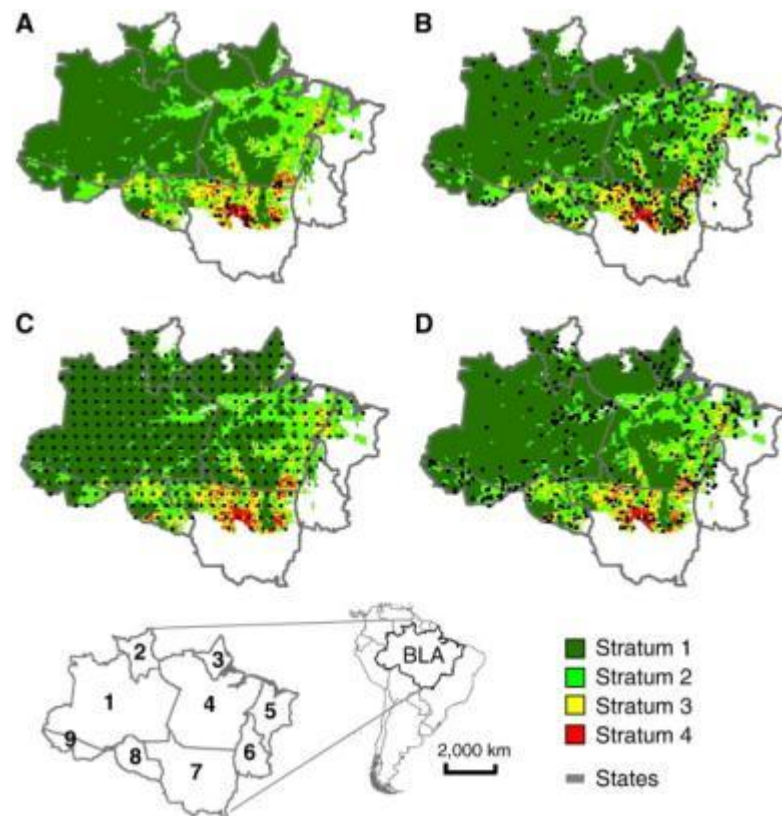 A
B
C
D
1
2
3
4
5
6
7
8
9
BLA
2,000 km
Stratum 1
Stratum 2
Stratum 3
Stratum 4
States